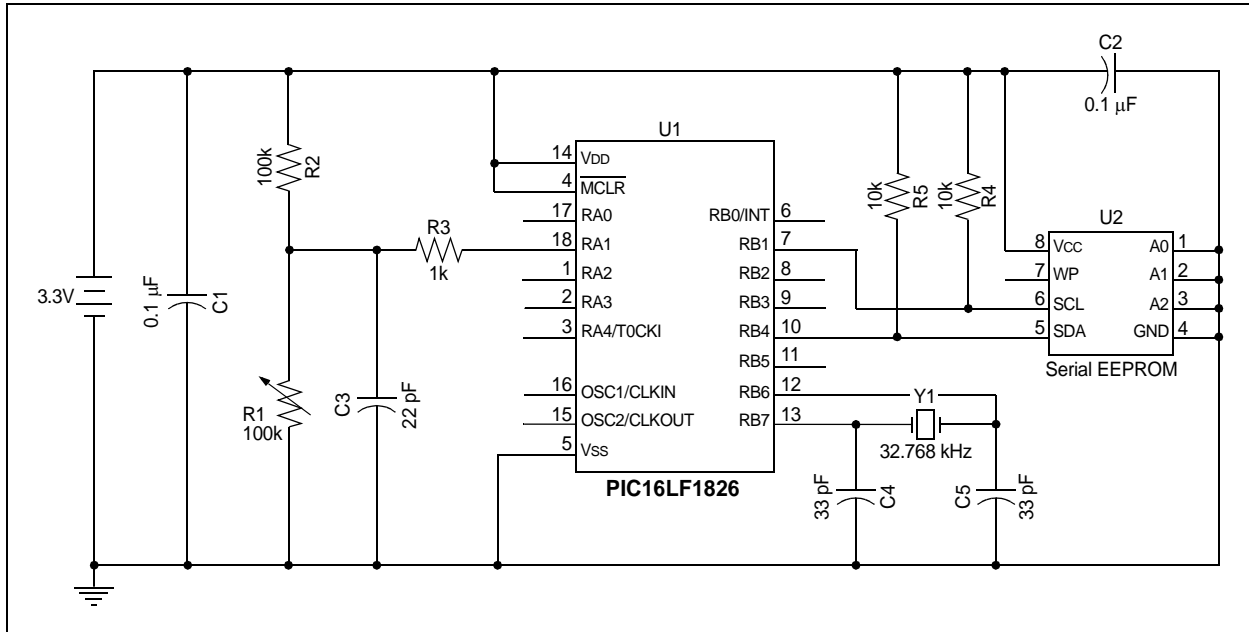 C2
0.1 µF
U1
14 VDD
4 MCLR
17 RA0
18 RA1
1 RA2
2 RA3
3 RA4/T0CKI
16 OSC1/CLKIN
15 OSC2/CLKOUT
5 VSS
RB0/INT 6
RB1 7
RB2 8
RB3 9
RB4 10
RB5 11
RB6 12
RB7 13
PIC16LF1826
100k
R2
R3
1k
3.3V
0.1 µF
C1
R1
100k
C3
22 pF
10k
R5
10k
R4
U2
8 VCC
7 WP
6 SCL
5 SDA
A0 1
A1 2
A2 3
GND 4
Serial EEPROM
Y1
32.768 kHz
33 pF
C4
C5
33 pF